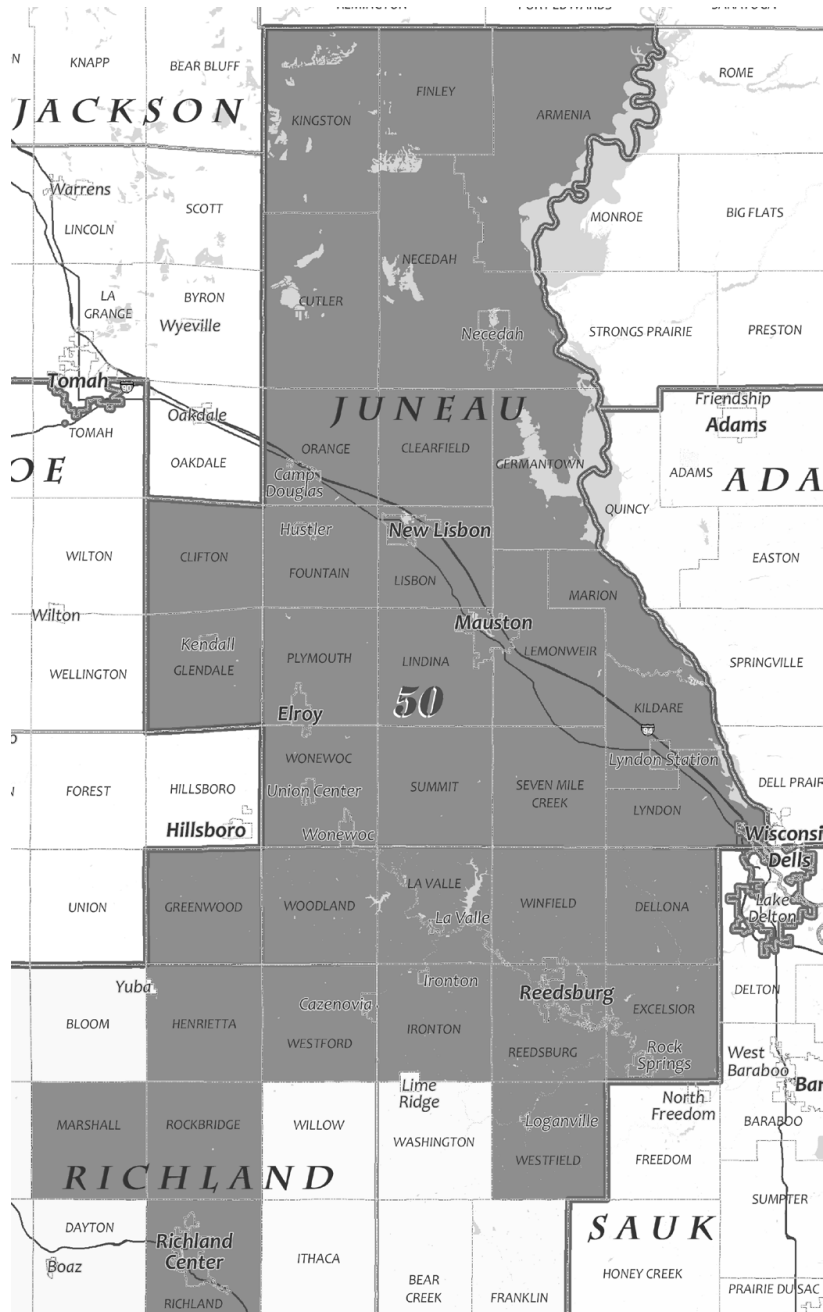 KNAPP
BEAR BLUFF
JACKSON
KINGSTON
FINLEY
ARMENIA
ROME
Warrens
LINCOLN
SCOTT
MONROE
BIG FLATS
NECEDAH
LA
GRANGE
BYRON
Wyeville
CUTLER
Necedah
STRONGS PRAIRIE
PRESTON
Tomah
90
TOMAH
Oakdale
OAKDALE
JUNEAU
Friendship
Adams
ORANGE
CLEARFIELD
GERMANTOWN
ADAMS
ADA
OE
Camp
Douglas
QUINCY
Hustler
New Lisbon
WILTON
CLIFTON
FOUNTAIN
LISBON
EASTON
MARION
Wilton
Mauston
Kendall
GLENDALE
WELLINGTON
PLYMOUTH
LINDINA
LEMONWEIR
SPRINGVILLE
50
Elroy
KILDARE
94
WONEWOC
Lyndon Station
FOREST
HILLSBORO
Union Center
SUMMIT
SEVEN MILE
CREEK
DELL PRAIR
LYNDON
Hillsboro
Wonewoc
Wisconsi
Dells
UNION
GREENWOOD
WOODLAND
LA VALLE
La Valle
WINFIELD
DELLONA
Lake
Delton
Yuba
BLOOM
HENRIETTA
Cazenovia
WESTFORD
Ironton
IRONTON
Reedsburg
REEDSBURG
EXCELSIOR
DELTON
Rock
Springs
West
Baraboo
Bar
Lime
Ridge
North
Freedom
MARSHALL
ROCKBRIDGE
WILLOW
WASHINGTON
Loganville
WESTFIELD
FREEDOM
BARABOO
RICHLAND
SUMPTER
DAYTON
Boaz
Richland
Center
RICHLAND
ITHACA
BEAR
CREEK
FRANKLIN
SAUK
HONEY CREEK
PRAIRIE DU SAC